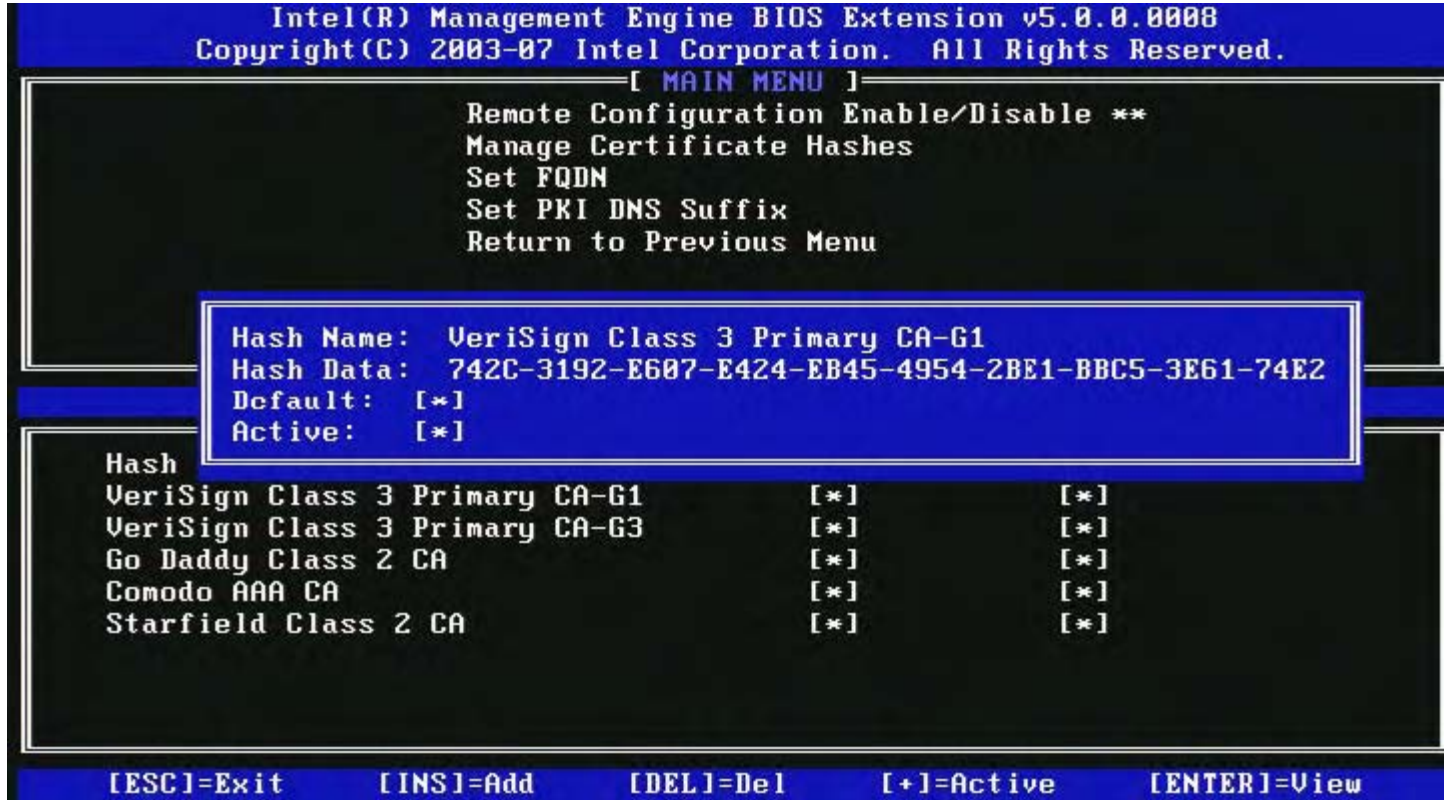 Intel(R) Management Engine BIOS Extension v5.0.0.0008
Copyright(C) 2003-07 Intel Corporation. All Rights Reserved.
[ MAIN MENU ]
Remote Configuration Enable/Disable **
Manage Certificate Hashes
Set FQDN
Set PKI DNS Suffix
Return to Previous Menu
Hash Name: VeriSign Class 3 Primary CA-G1
Hash Data: 742C-3192-E607-E424-EB45-4954-2BE1-BBC5-3E61-74E2
Default: [*]
Active: [*]
Hash
VeriSign Class 3 Primary CA-G1 [*] [*]
VeriSign Class 3 Primary CA-G3 [*] [*]
Go Daddy Class 2 CA [*] [*]
Comodo AAA CA [*] [*]
Starfield Class 2 CA [*] [*]
[ESC]=Exit [INS]=Add [DEL]=Del [+]=Active [ENTER]=View